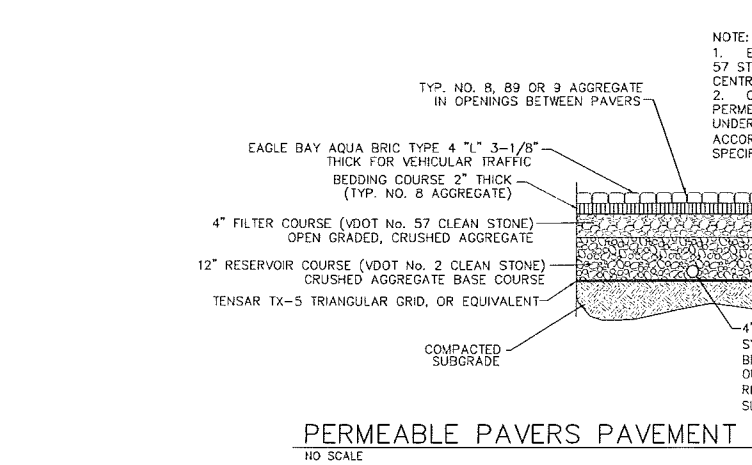 NOTE:
1.
57 ST
CENTR
2.
PERME
UNDER
ACCOR
SPECIF
TYP. NO. 8, 89 OR 9 AGGREGATE
IN OPENINGS BETWEEN PAVERS
EAGLE BAY AQUA BRIC TYPE 4 "L" 3-1/8"
THICK FOR VEHICULAR TRAFFIC
BEDDING COURSE 2" THICK
(TYP. NO. 8 AGGREGATE)
4" FILTER COURSE (VDOT No. 57 CLEAN STONE)
OPEN GRADED, CRUSHED AGGREGATE
12" RESERVOIR COURSE (VDOT No. 2 CLEAN STONE)
CRUSHED AGGREGATE BASE COURSE
TENSAR TX-5 TRIANGULAR GRID, OR EQUIVALENT
COMPACTED
SUBGRADE
4"
SY
BE
RE
PERMEABLE PAVERS PAVEMENT
NO SCALE